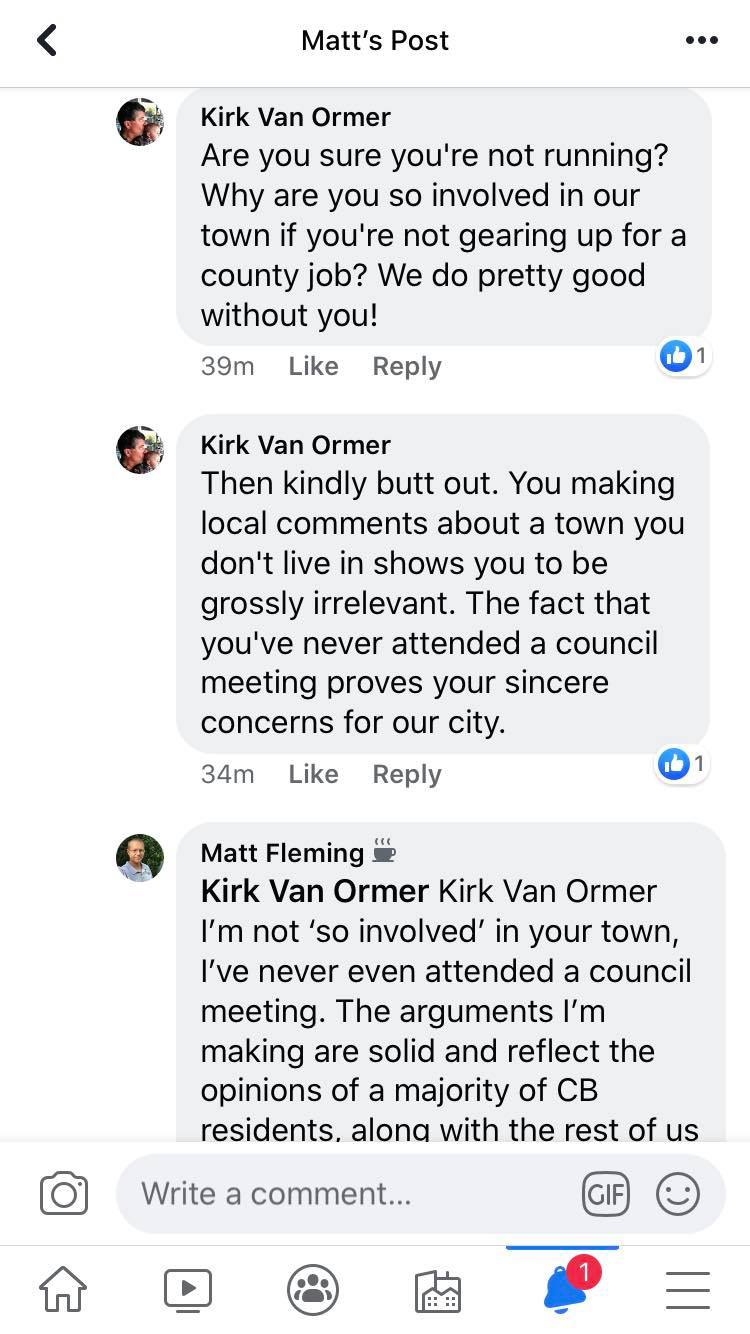 Matt’s Post
Kirk Van Ormer
Are you sure you're not running?
Why are you so involved in our
town if you're not gearing up for a
county job? We do pretty good
without you!
39m Like Reply 1
Kirk Van Ormer
Then kindly butt out. You making
local comments about a town you
don't live in shows you to be
grossly irrelevant. The fact that
you've never attended a council
meeting proves your sincere
concerns for our city.
34m Like Reply 1
Matt Fleming
Kirk Van Ormer Kirk Van Ormer
I’m not ‘so involved’ in your town,
I’ve never even attended a council
meeting. The arguments I’m
making are solid and reflect the
opinions of a majority of CB
residents, along with the rest of us
Write a comment... GIF
1